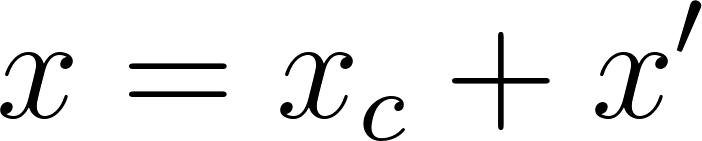 x = x_c + x'